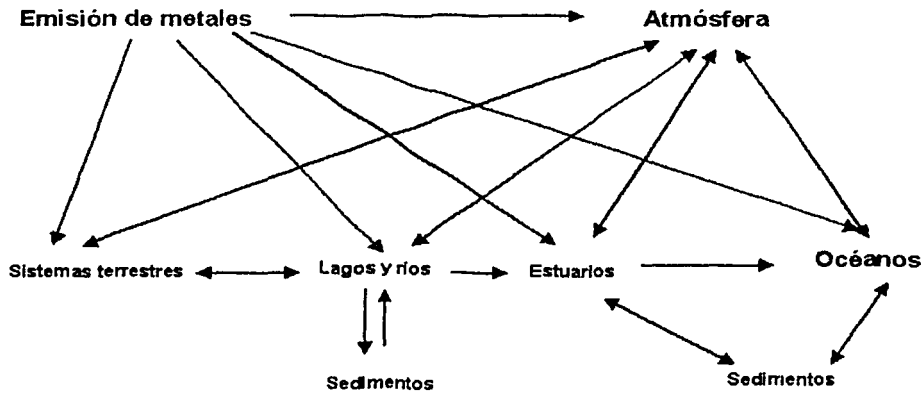 Emisión de metales
Atmósfera
Sistemas terrestres
Lagos y ríos
Estuarios
Océanos
Sedimentos
Sedimentos